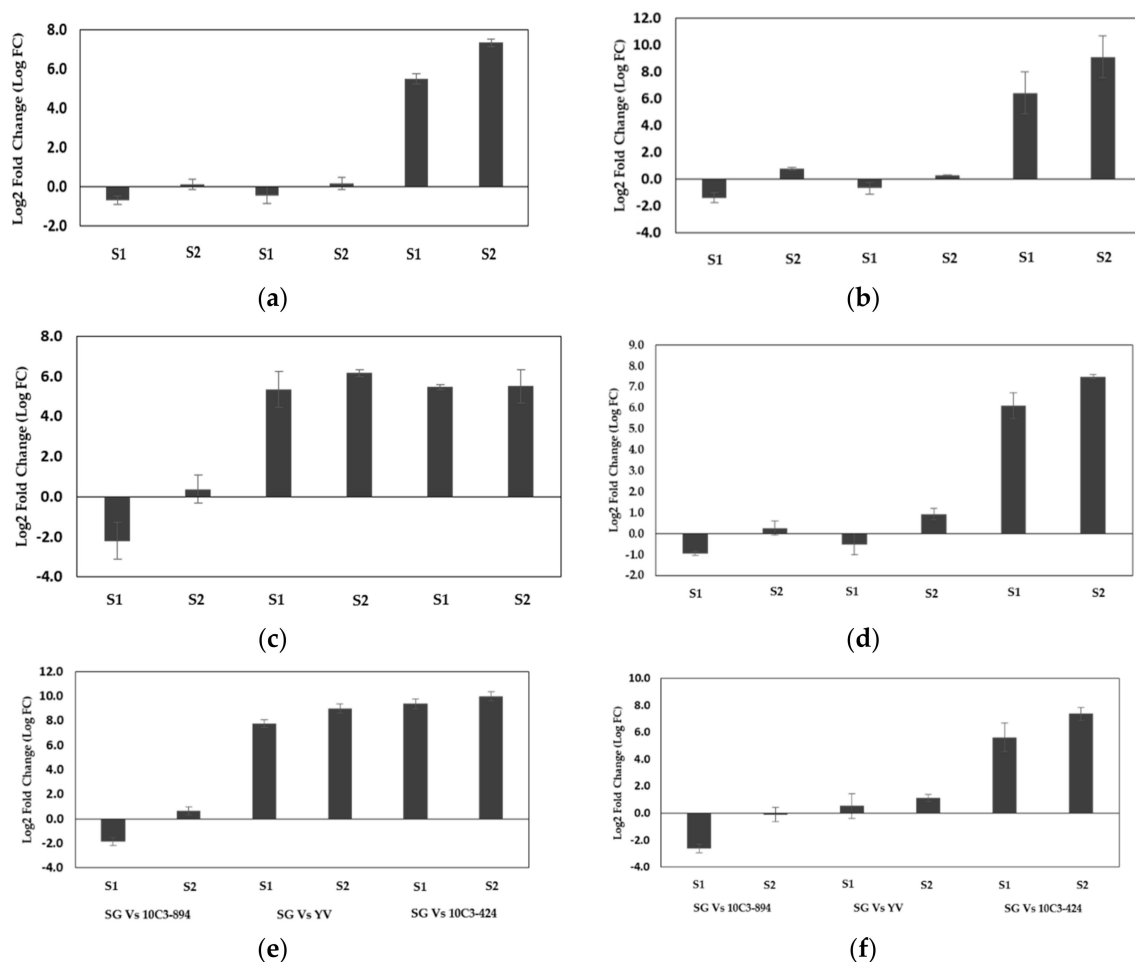 Log2 Fold Change (Log FC)
8.0
6.0
4.0
2.0
0.0
-2.0
S1 S2 S1 S2 S1 S2
(a)
Log2 Fold Change (Log FC)
12.0
10.0
8.0
6.0
4.0
2.0
0.0
-2.0
-4.0
S1 S2 S1 S2 S1 S2
(b)
Log2 Fold Change (Log FC)
8.0
6.0
4.0
2.0
0.0
-2.0
-4.0
S1 S2 S1 S2 S1 S2
(c)
Log2 Fold Change (Log FC)
9.0
8.0
7.0
6.0
5.0
4.0
3.0
2.0
1.0
0.0
-1.0
-2.0
S1 S2 S1 S2 S1 S2
(d)
Log2 Fold Change (Log FC)
12.0
10.0
8.0
6.0
4.0
2.0
0.0
-2.0
-4.0
S1 S2 S1 S2 S1 S2
SG Vs 10C3-894 SG Vs YV SG Vs 10C3-424
(e)
Log2 Fold Change (Log FC)
10.0
8.0
6.0
4.0
2.0
0.0
-2.0
-4.0
S1 S2 S1 S2 S1 S2
SG Vs 10C3-894 SG Vs YV SG Vs 10C3-424
(f)